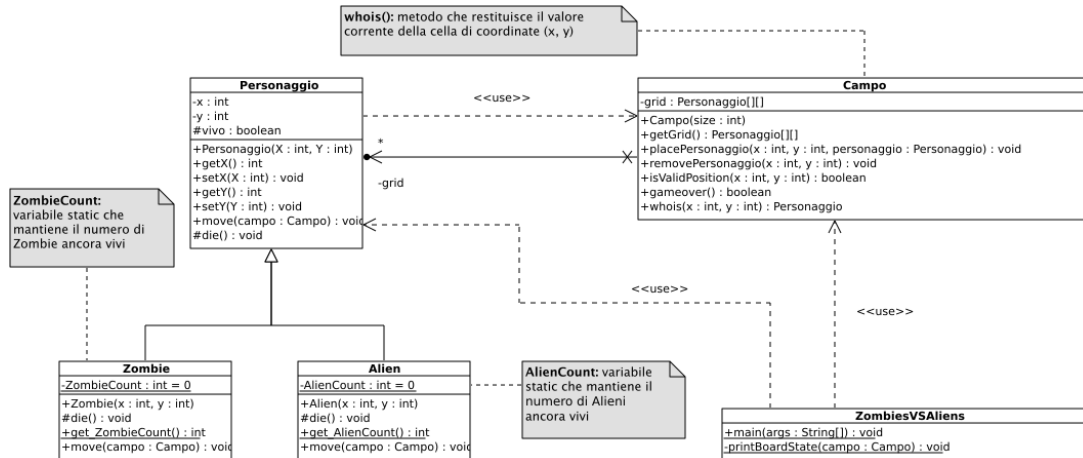 whois(): metodo che restituisce il valore
corrente della cella di coordinate (x, y)
Personaggio
-x : int
-y : int
#vivo : boolean
+Personaggio(X : int, Y : int)
+getX() : int
+setX(X : int) : void
+getY() : int
+setY(Y : int) : void
+move(campo : Campo) : void
#die() : void
<<use>>
*
-grid
Campo
-grid : Personaggio[][]
+Campo(size : int)
+getGrid() : Personaggio[][]
+placePersonaggio(x : int, y : int, personaggio : Personaggio) : void
+removePersonaggio(x : int, y : int) : void
+isValidPosition(x : int, y : int) : boolean
+gameover() : boolean
+whois(x : int, y : int) : Personaggio
ZombieCount:
variabile static che
mantiene il numero di
Zombie ancora vivi
<<use>>
<<use>>
Zombie
-ZombieCount : int = 0
+Zombie(x : int, y : int)
#die() : void
+get_ZombieCount() : int
+move(campo : Campo) : void
Alien
-AlienCount : int = 0
+Alien(x : int, y : int)
#die() : void
+get_AlienCount() : int
+move(campo : Campo) : void
AlienCount: variabile
static che mantiene il
numero di Alieni
ancora vivi
ZombiesVSAliens
+main(args : String[]) : void
-printBoardState(campo : Campo) : void